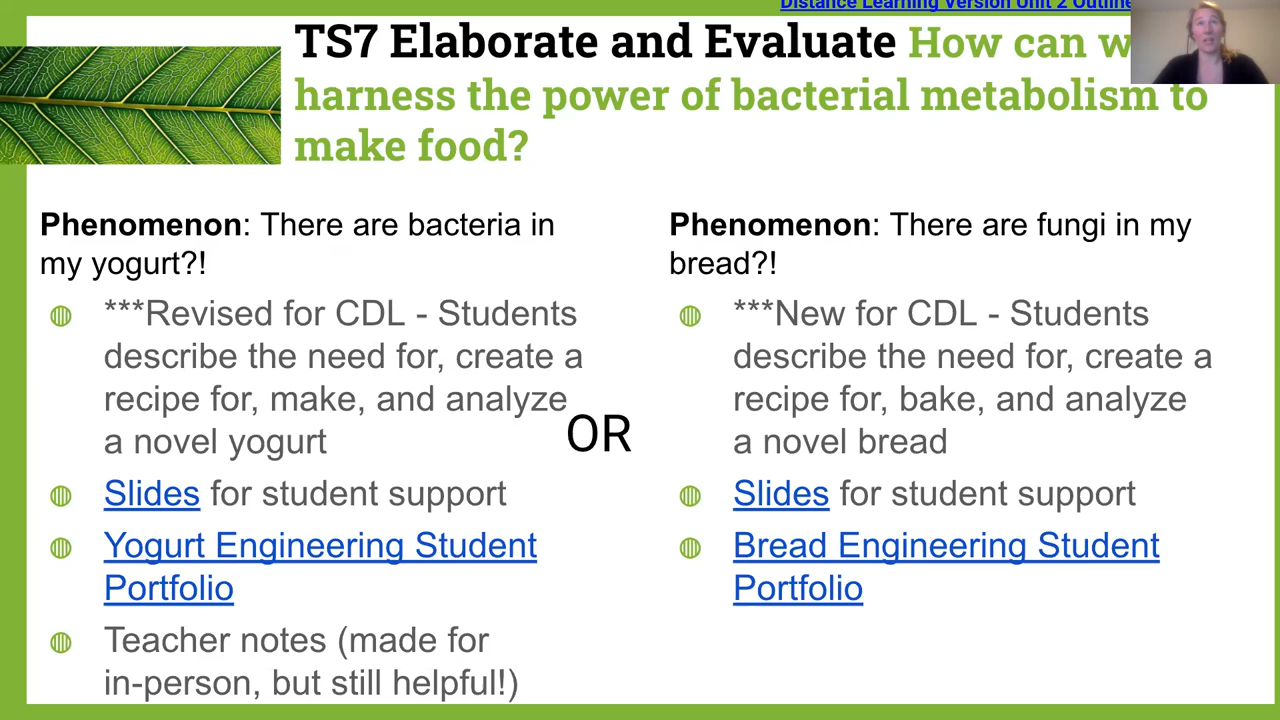 Distance Learning Version Unit 2 Outline
TS7 Elaborate and Evaluate How can w
harness the power of bacterial metabolism to
make food?
Phenomenon: There are bacteria in
my yogurt?!
***Revised for CDL - Students
describe the need for, create a
recipe for, make, and analyze
a novel yogurt
Slides for student support
Yogurt Engineering Student
Portfolio
Teacher notes (made for
in-person, but still helpful!)
OR
Phenomenon: There are fungi in my
bread?!
***New for CDL - Students
describe the need for, create a
recipe for, bake, and analyze
a novel bread
Slides for student support
Bread Engineering Student
Portfolio